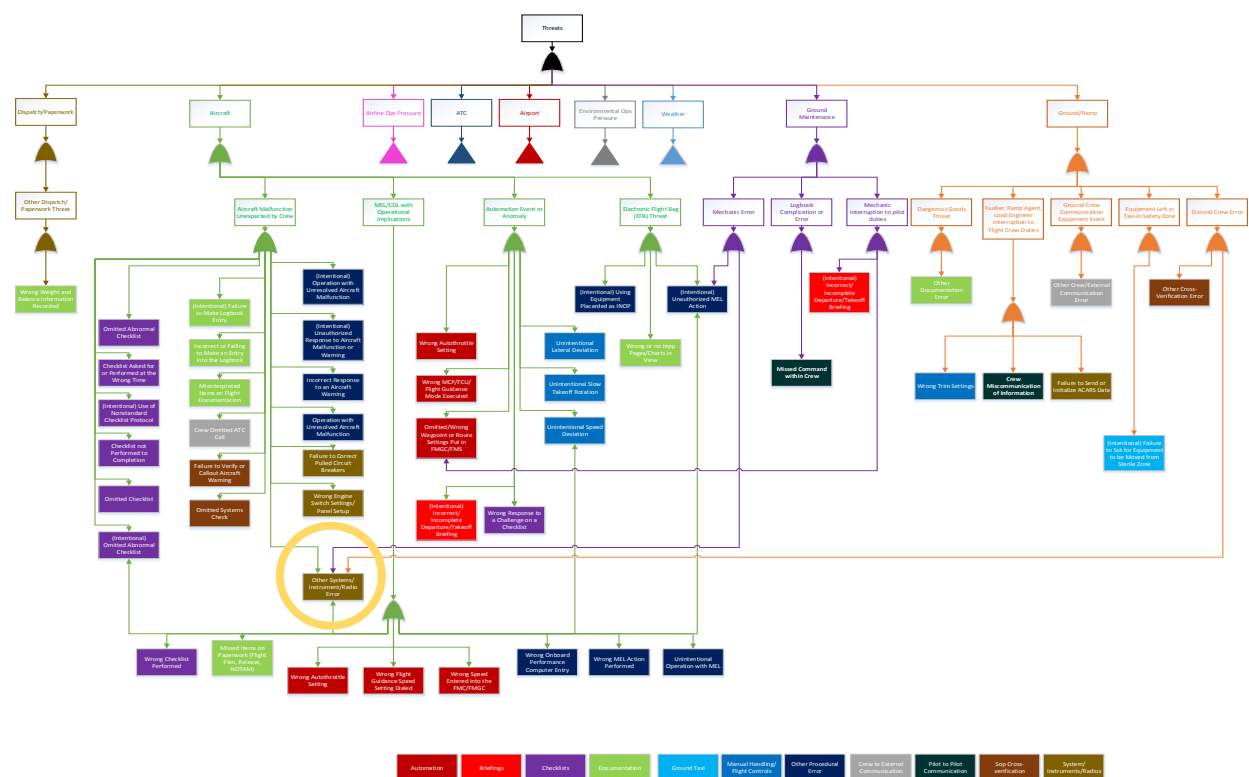 Threats
Dispatch/Paperwork
Aircraft
Airline Ops Pressure
ATC
Airport
Environmental Ops
Pressure
Weather
Ground
Maintenance
Ground/Ramp
Other Dispatch/
Paperwork Threat
Aircraft Malfunction
Unexpected by Crew
MEL/CDL with
Operational
Implications
Automation Event or
Anomaly
Electronic Flight Bag
(EFB) Threat
Mechanic Error
Logbook
Complication or
Error
Mechanic
Interruption to pilot
duties
Dangerous Goods
Threat
Fueller, Ramp Agent,
Load Engineer
Interruption to
Flight Crew Duties
Ground Crew
Communication
Equipment Event
Equipment Left in
Taxi-in Safety Zone
Ground Crew Error
Wrong Weight and
Balance Information
Recorded
Omitted Abnormal
Checklist
Checklist Asked for
or Performed at the
Wrong Time
(Intentional) Use of
Nonstandard
Checklist Protocol
Checklist not
Performed to
Completion
Omitted Checklist
(Intentional)
Omitted Abnormal
Checklist
(Intentional) Failure
to Make Logbook
Entry
Incorrect or Failing
to Make an Entry
into the Logbook
Misinterpreted
Items on Flight
Documentation
Crew Omitted ATC
Call
Failure to Verify or
Callout Aircraft
Warning
Omitted Systems
Check
(Intentional)
Operation with
Unresolved Aircraft
Malfunction
(Intentional)
Unauthorized
Response to Aircraft
Malfunction or
Warning
Incorrect Response
to an Aircraft
Warning
Operation with
Unresolved Aircraft
Malfunction
Failure to Correct
Pulled Circuit
Breakers
Wrong Engine
Switch Settings/
Panel Setup
Other Systems/
Instrument/Radio
Error
Wrong Autothrottle
Setting
Wrong MCP/FCU/
Flight Guidance
Mode Executed
Omitted/Wrong
Waypoint or Route
Settings Put in
FMGC/FMS
(Intentional)
Incorrect/
Incomplete
Departure/Takeoff
Briefing
Wrong Response to
a Challenge on a
Checklist
Unintentional
Lateral Deviation
Unintentional Slow
Takeoff Rotation
Unintentional Speed
Deviation
(Intentional) Using
Equipment
Placarded as INOP
(Intentional)
Unauthorized MEL
Action
Wrong or no Jepp
Pages/Charts in
View
(Intentional)
Incorrect/
Incomplete
Departure/Takeoff
Briefing
Missed Command
within Crew
Other
Documentation
Error
Other Crew/External
Communication
Error
Other Cross-
Verification Error
Wrong Trim Settings
Crew
Miscommunication
of Information
Failure to Send or
Initialize ACARS Data
(Intentional) Failure
to Ssk for Equipment
to be Moved from
Sterile Zone
Wrong Checklist
Performed
Missed Items on
Paperwork (Flight
Plan, Release,
NOTAM)
Wrong Autothrottle
Setting
Wrong Flight
Guidance Speed
Setting Dialed
Wrong Speed
Entered into the
FMC/FMGC
Wrong Onboard
Performance
Computer Entry
Wrong MEL Action
Performed
Unintentional
Operation with MEL
Automation
Briefings
Checklists
Documentation
Ground Taxi
Manual Handling/
Flight Controls
Other Procedural
Error
Crew to External
Communication
Pilot to Pilot
Communication
Sop Cross-
verification
System/
Instruments/Radios